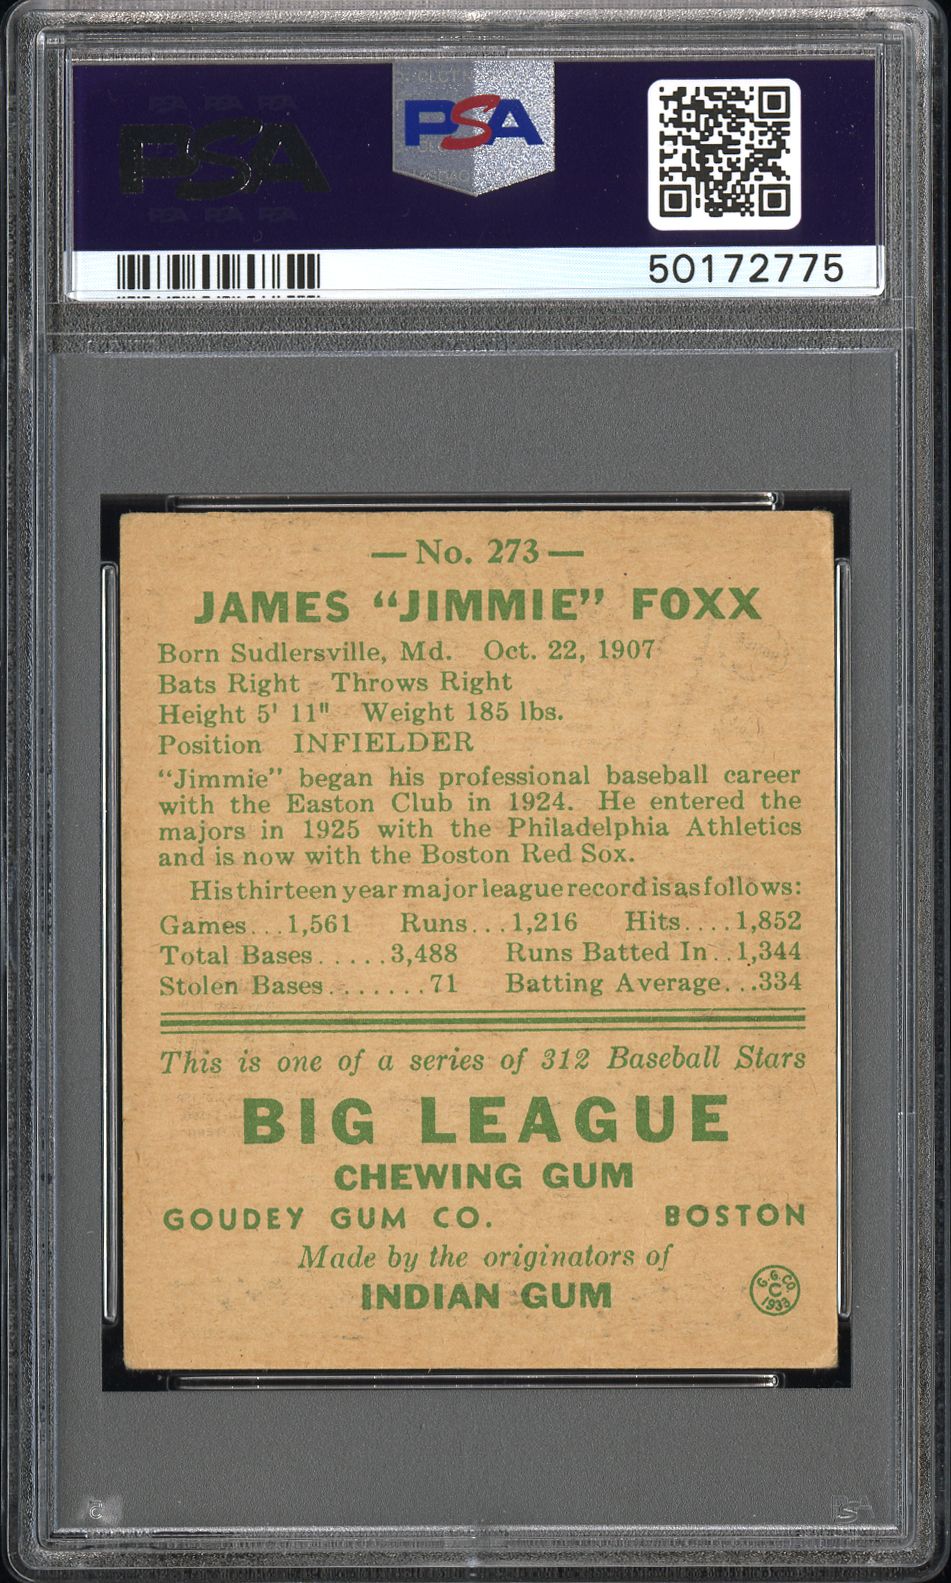 PSA
PSA
50172775
— No. 273 —
JAMES "JIMMIE" FOXX
Born Sudlersville, Md. Oct. 22, 1907
Bats Right Throws Right
Height 5' 11" Weight 185 lbs.
Position INFIELDER
"Jimmie" began his professional baseball career
with the Easton Club in 1924. He entered the
majors in 1925 with the Philadelphia Athletics
and is now with the Boston Red Sox.
His thirteen year major league record is as follows:
Games...1,561 Runs...1,216 Hits....1,852
Total Bases.....3,488 Runs Batted In..1,344
Stolen Bases.......71 Batting Average...334
This is one of a series of 312 Baseball Stars
BIG LEAGUE
CHEWING GUM
GOUDEY GUM CO. BOSTON
Made by the originators of
INDIAN GUM
G.G.CO.
C
1933
PSA